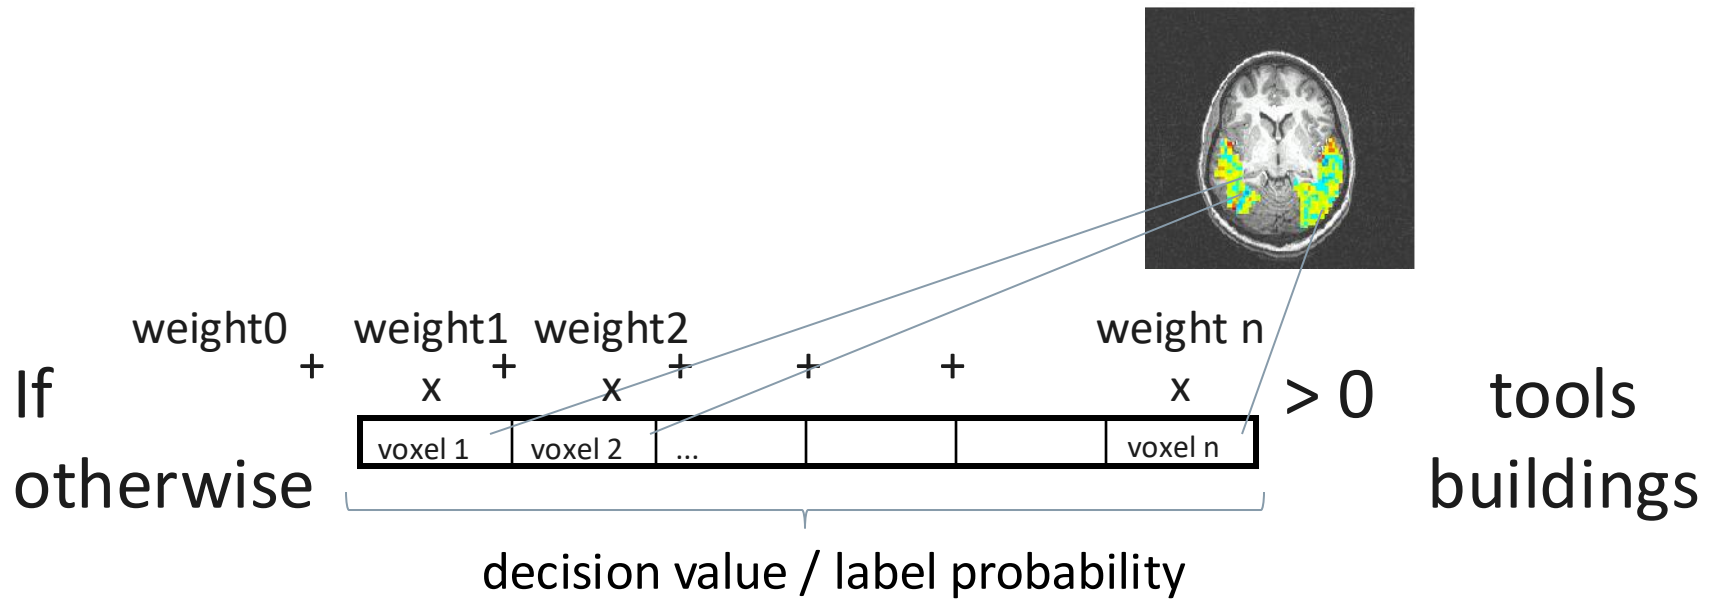 weight0 weight1 weight2 weight n
+ + + + +
If x x x > 0 tools
voxel 1 voxel 2 ... voxel n
otherwise buildings
decision value / label probability